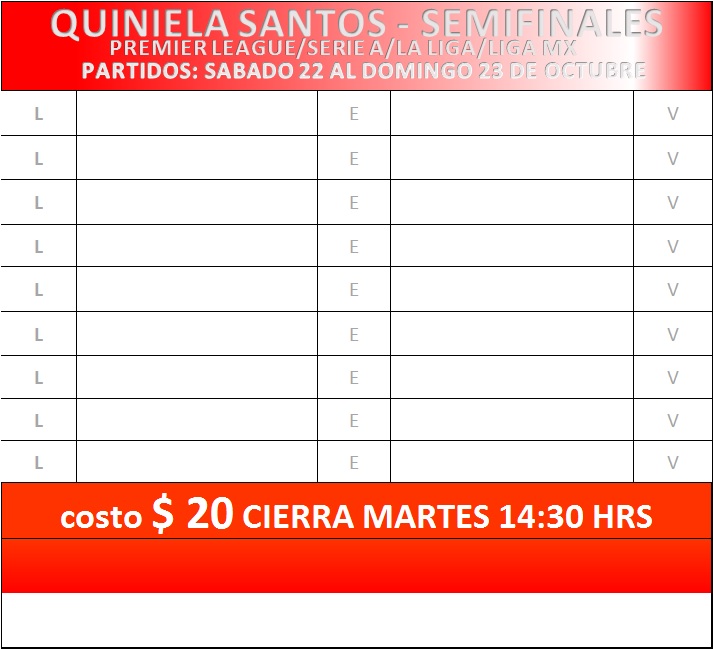 QUINIELA SANTOS - SEMIFINALES
PREMIER LEAGUE/SERIE A/LA LIGA/LIGA MX
PARTIDOS: SABADO 22 AL DOMINGO 23 DE OCTUBRE
L E V
L E V
L E V
L E V
L E V
L E V
L E V
L E V
L E V
costo $ 20 CIERRA MARTES 14:30 HRS